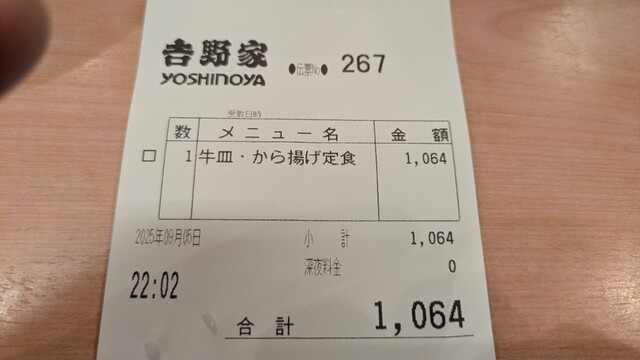 吉野家
YOSHINOYA
●伝票No● 267
受取日時
数 メニュー名 金額
□ 1 牛皿・から揚げ定食 1,064
2025年09月05日 小計 1,064
深夜料金 0
22:02
合計 1,064